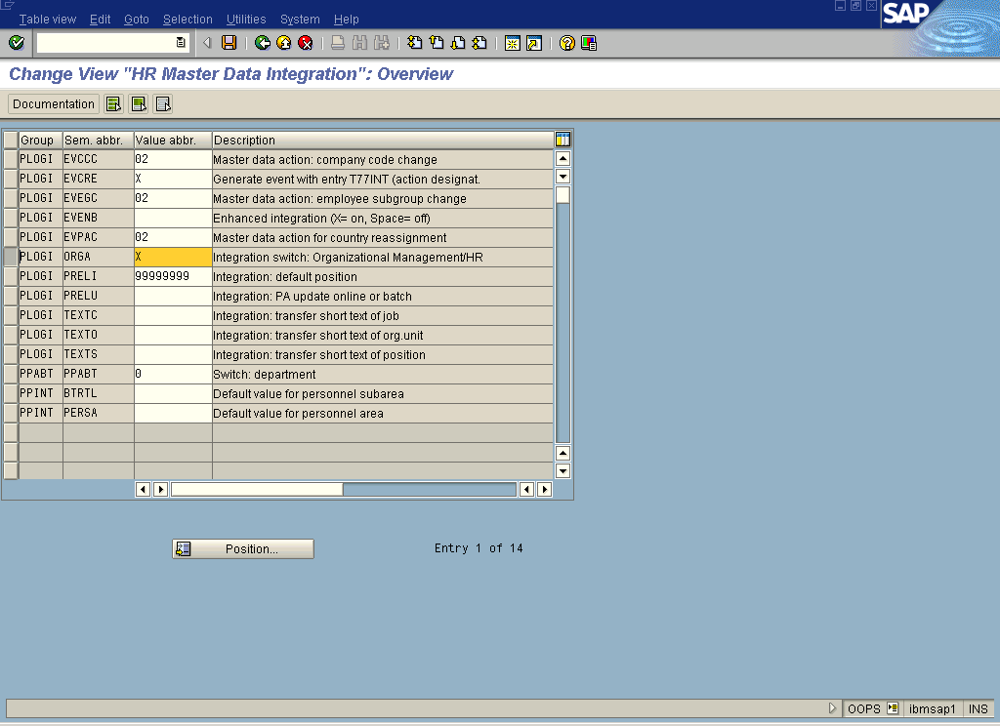 Table view Edit Goto Selection Utilities System Help
SAP
Change View "HR Master Data Integration": Overview
Documentation
Group Sem. abbr. Value abbr. Description
PLOGI EVCCC 02 Master data action: company code change
PLOGI EVCRE X Generate event with entry T77INT (action designat.
PLOGI EVEGC 02 Master data action: employee subgroup change
PLOGI EVENB Enhanced integration (X= on, Space= off)
PLOGI EVPAC 02 Master data action for country reassignment
PLOGI ORGA X Integration switch: Organizational Management/HR
PLOGI PRELI 99999999 Integration: default position
PLOGI PRELU Integration: PA update online or batch
PLOGI TEXTC Integration: transfer short text of job
PLOGI TEXTO Integration: transfer short text of org.unit
PLOGI TEXTS Integration: transfer short text of position
PPABT PPABT 0 Switch: department
PPINT BTRTL Default value for personnel subarea
PPINT PERSA Default value for personnel area
Position... Entry 1 of 14
OOPS ibmsap1 INS